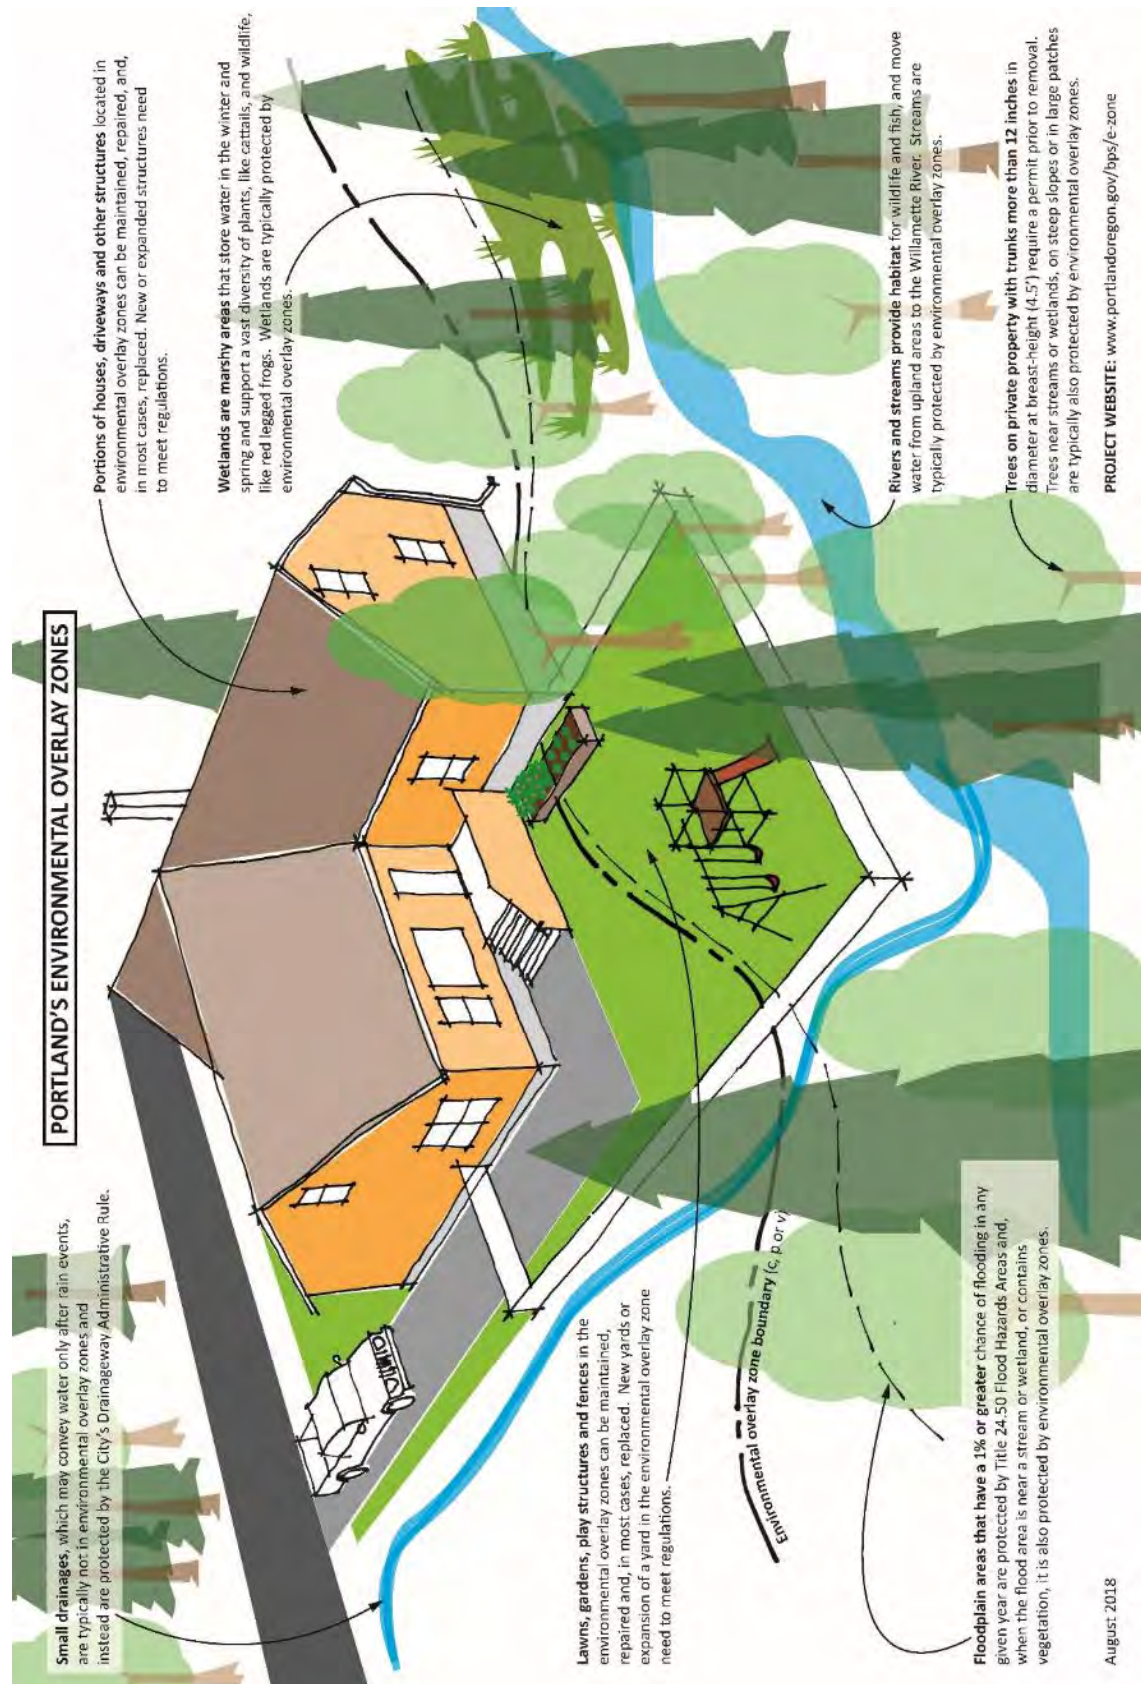 PORTLAND'S ENVIRONMENTAL OVERLAY ZONES
Small drainages, which may convey water only after rain events,
are typically not in environmental overlay zones and
instead are protected by the City's Drainageway Administrative Rule.
Portions of houses, driveways and other structures located in
environmental overlay zones can be maintained, repaired, and,
in most cases, replaced. New or expanded structures need
to meet regulations.
Wetlands are marshy areas that store water in the winter and
spring and support a vast diversity of plants, like cattails, and wildlife,
like red legged frogs. Wetlands are typically protected by
environmental overlay zones.
Lawns, gardens, play structures and fences in the
environmental overlay zones can be maintained,
repaired and, in most cases, replaced. New yards or
expansion of a yard in the environmental overlay zone
need to meet regulations.
Environmental overlay zone boundary (c, p or v)
Rivers and streams provide habitat for wildlife and fish, and move
water from upland areas to the Willamette River. Streams are
typically protected by environmental overlay zones.
Floodplain areas that have a 1% or greater chance of flooding in any
given year are protected by Title 24.50 Flood Hazards Areas and,
when the flood area is near a stream or wetland, or contains
vegetation, it is also protected by environmental overlay zones.
Trees on private property with trunks more than 12 inches in
diameter at breast-height (4.5') require a permit prior to removal.
Trees near streams or wetlands, on steep slopes or in large patches
are typically also protected by environmental overlay zones.
August 2018
PROJECT WEBSITE: www.portlandoregon.gov/bps/e-zone